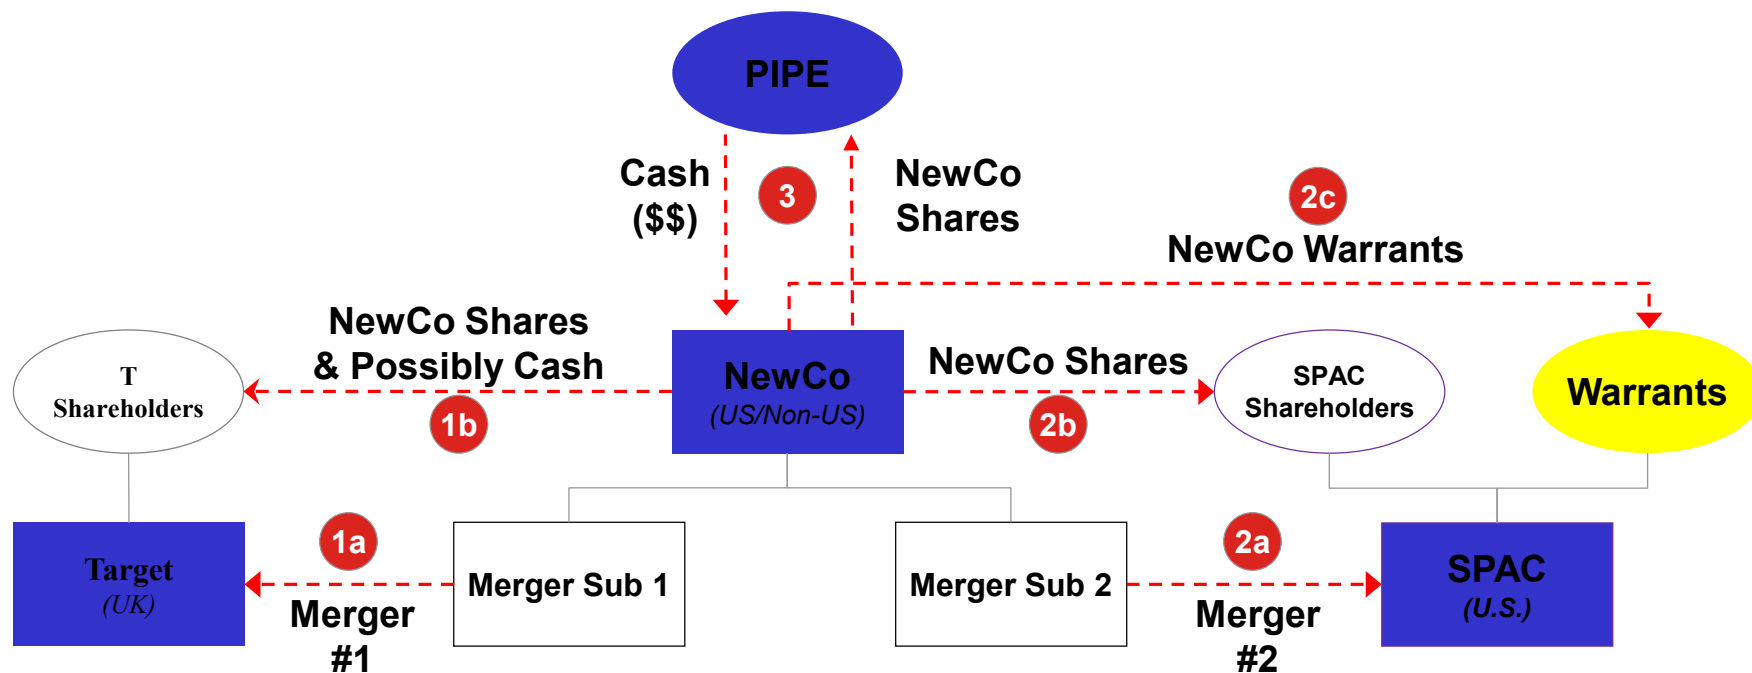 PIPE
Cash
($$)
3
NewCo
Shares
2c
NewCo Warrants
NewCo Shares
& Possibly Cash
1b
T
Shareholders
NewCo
(US/Non-US)
NewCo Shares
2b
SPAC
Shareholders
Warrants
Target
(UK)
1a
Merger
#1
Merger Sub 1
Merger Sub 2
2a
Merger
#2
SPAC
(U.S.)